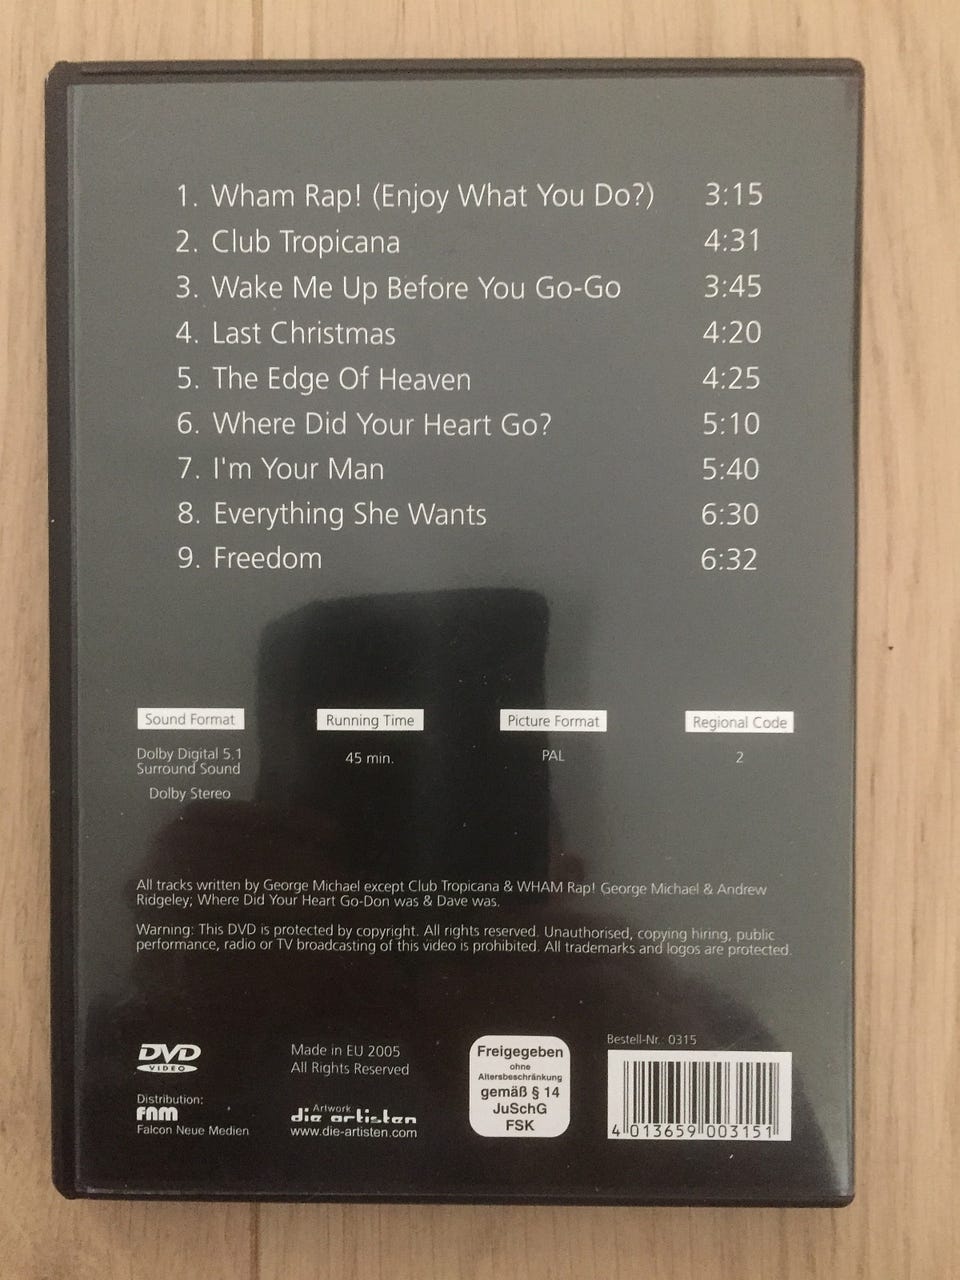 1. Wham Rap! (Enjoy What You Do?) 3:15
2. Club Tropicana 4:31
3. Wake Me Up Before You Go-Go 3:45
4. Last Christmas 4:20
5. The Edge Of Heaven 4:25
6. Where Did Your Heart Go? 5:10
7. I'm Your Man 5:40
8. Everything She Wants 6:30
9. Freedom 6:32
Sound Format Running Time Picture Format Regional Code
Dolby Digital 5.1
Surround Sound
Dolby Stereo
45 min.
PAL
2
All tracks written by George Michael except Club Tropicana & WHAM Rap! George Michael & Andrew
Ridgeley; Where Did Your Heart Go-Don was & Dave was.
Warning: This DVD is protected by copyright. All rights reserved. Unauthorised, copying hiring, public
performance, radio or TV broadcasting of this video is prohibited. All trademarks and logos are protected.
DVD
VIDEO
Distribution:
FNM
Falcon Neue Medien
Made in EU 2005
All Rights Reserved
Artwork
die artisten
www.die-artisten.com
Freigegeben
ohne
Altersbeschränkung
gemäß § 14
JuSchG
FSK
Bestell-Nr.: 0315
4 013659 003151